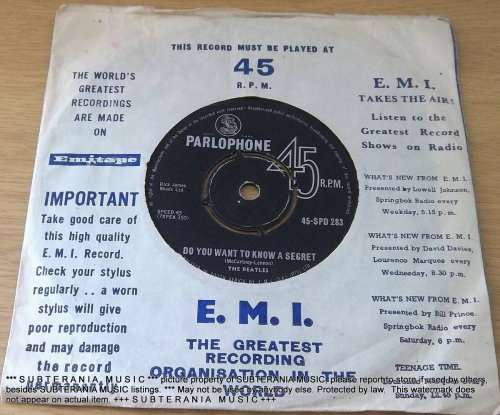 THIS RECORD MUST BE PLAYED AT
45
R. P. M.
THE WORLD'S
GREATEST
RECORDINGS
ARE MADE
ON
Emitape
IMPORTANT
Take good care of
this high quality
E. M. I. Record.
Check your stylus
regularly . . a worn
stylus will give
poor reproduction
and may damage
the record
PARLOPHONE
45
R.P.M.
Dick James
Music Ltd.
SPEED 45
45-SPD 283
DO YOU WANT TO KNOW A SEGRET
(McCartney-Lennon)
THE BEATLES
E. M. I.
THE GREATEST
RECORDING
ORGANISATION IN THE
WORLD
E. M. I.
TAKES THE AIR!
Listen to the
Greatest Record
Shows on Radio
WHAT'S NEW FROM E. M. I.
Presented by Lowell Johnson,
Springbok Radio every
Weekday, 5.15 p. m.
WHAT'S NEW FROM E. M. I.
Presented by David Davies,
Lourenco Marques every
Wednesday, 8.30 p. m.
WHAT'S NEW FROM E. M. I.
Presented by Bill Prince,
Springbok Radio every
Saturday, 6 p. m.
TEENAGE TIME.
*** S U B T E R A N I A M U S I C *** picture property of SUBTERANIA MUSIC, please report to store if used by others,
besides SUBTERANIA MUSIC listings. *** May not be used by anybody else. Protected by law. This watermark does
not appear on actual item. +++ S U B T E R A N I A M U S I C +++